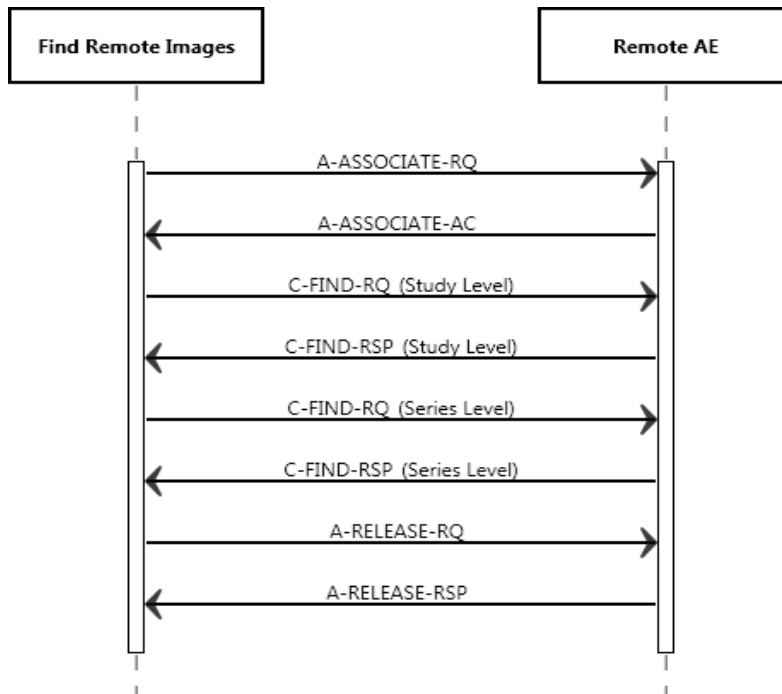 Find Remote Images
Remote AE
A-ASSOCIATE-RQ
A-ASSOCIATE-AC
C-FIND-RQ (Study Level)
C-FIND-RSP (Study Level)
C-FIND-RQ (Series Level)
C-FIND-RSP (Series Level)
A-RELEASE-RQ
A-RELEASE-RSP